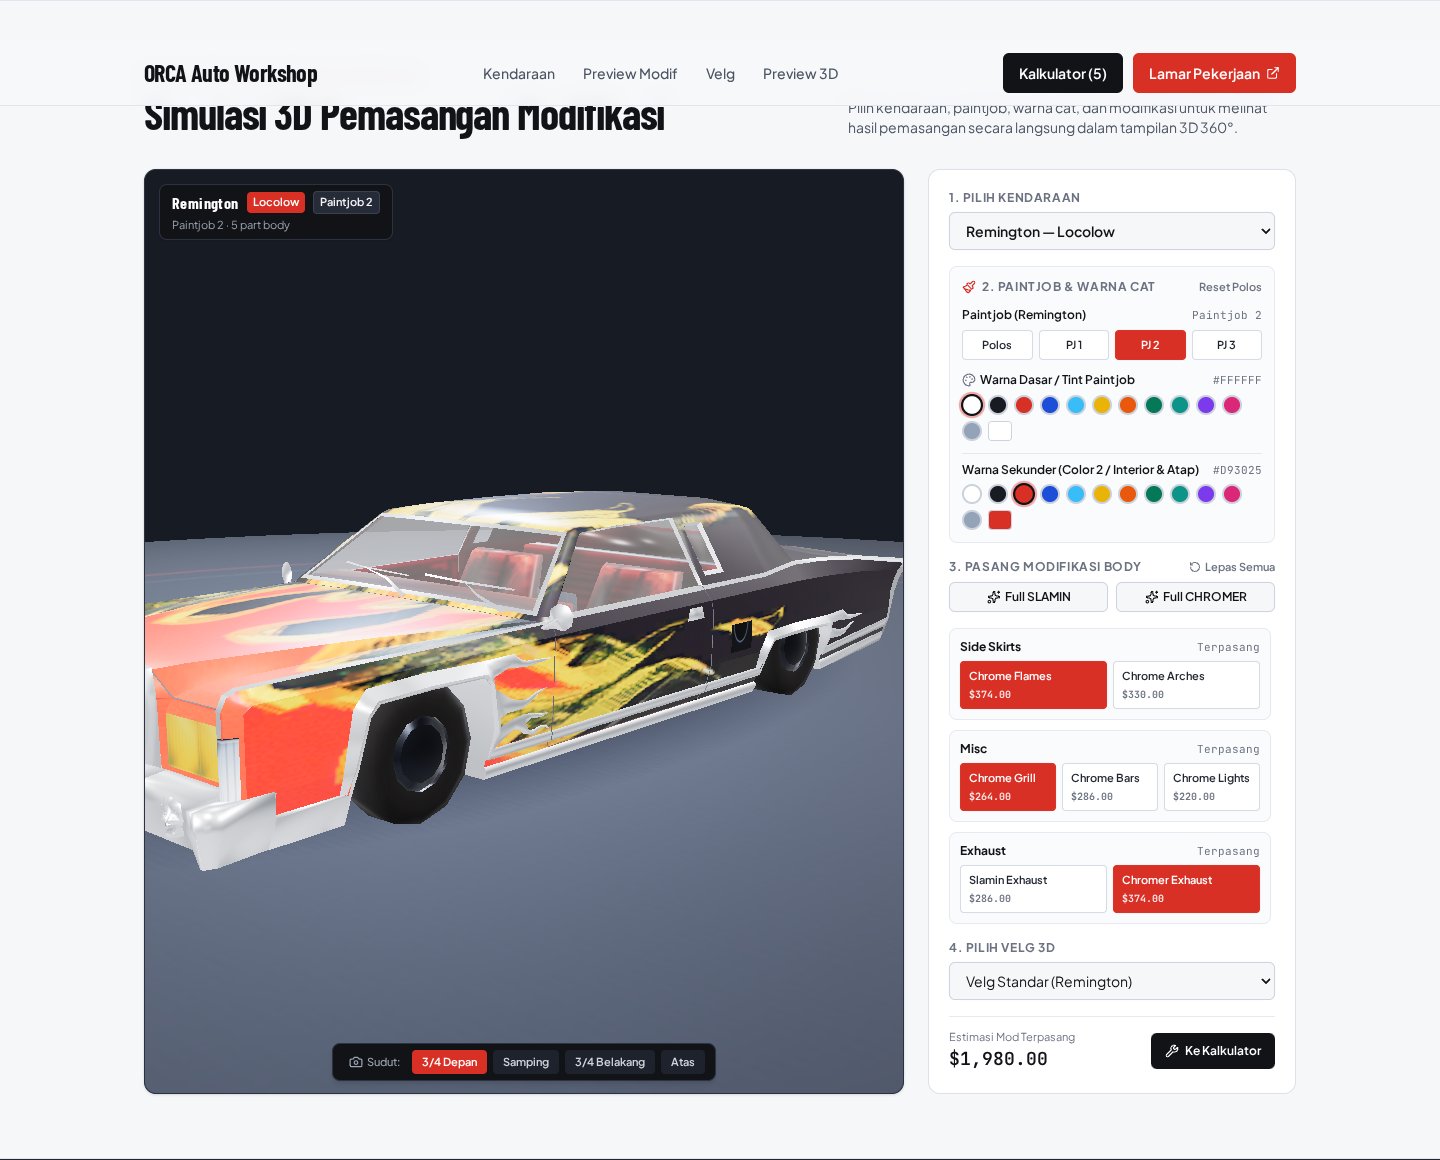 ORCA Auto Workshop
Kendaraan
Preview Modif
Velg
Preview 3D
Kalkulator (5)
Lamar Pekerjaan
Simulasi 3D Pemasangan Modifikasi
Pilih kendaraan, paintjob, warna cat, dan modifikasi untuk melihat
hasil pemasangan secara langsung dalam tampilan 3D 360°.
Remington Locolow Paintjob 2
Paintjob 2 · 5 part body
Sudut: 3/4 Depan Samping 3/4 Belakang Atas
1. PILIH KENDARAAN
Remington — Locolow
2. PAINTJOB & WARNA CAT Reset Polos
Paintjob (Remington) Paintjob 2
Polos PJ 1 PJ 2 PJ 3
Warna Dasar / Tint Paintjob #FFFFFF
Warna Sekunder (Color 2 / Interior & Atap) #D93025
3. PASANG MODIFIKASI BODY Lepas Semua
Full SLAMIN Full CHROMER
Side Skirts Terpasang
Chrome Flames Chrome Arches
$374.00 $330.00
Misc Terpasang
Chrome Grill Chrome Bars Chrome Lights
$264.00 $286.00 $220.00
Exhaust Terpasang
Slamin Exhaust Chromer Exhaust
$286.00 $374.00
4. PILIH VELG 3D
Velg Standar (Remington)
Estimasi Mod Terpasang
$1,980.00
Ke Kalkulator